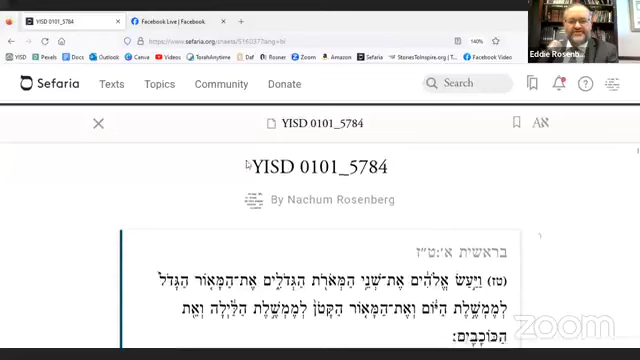 YISD 0101_5784
Facebook Live | Facebook
https://www.sefaria.org/sheets/516037?lang=bi
140%
YISD
Pexels
Docs
Outlook
Canva
Videos
TorahAnytime
Daf
Rosner
Zoom
Amazon
StoriesToInspire.org | T...
Facebook Video
Eddie Rosenb...
Sefaria
Texts
Topics
Community
Donate
Search
YISD 0101_5784
אA
YISD 0101_5784
By Nachum Rosenberg
בראשית א׳:ט״ז
(טז) וַיַּ֣עַשׂ אֱלֹהִ֔ים אֶת־שְׁנֵ֥י הַמְּאֹרֹ֖ת הַגְּדֹלִ֑ים אֶת־הַמָּא֤וֹר הַגָּדֹל֙
לְמֶמְשֶׁ֣לֶת הַיּ֔וֹם וְאֶת־הַמָּא֤וֹר הַקָּטֹן֙ לְמֶמְשֶׁ֣לֶת הַלַּ֔יְלָה וְאֵ֖ת
הַכּוֹכָבִֽים׃
zoom